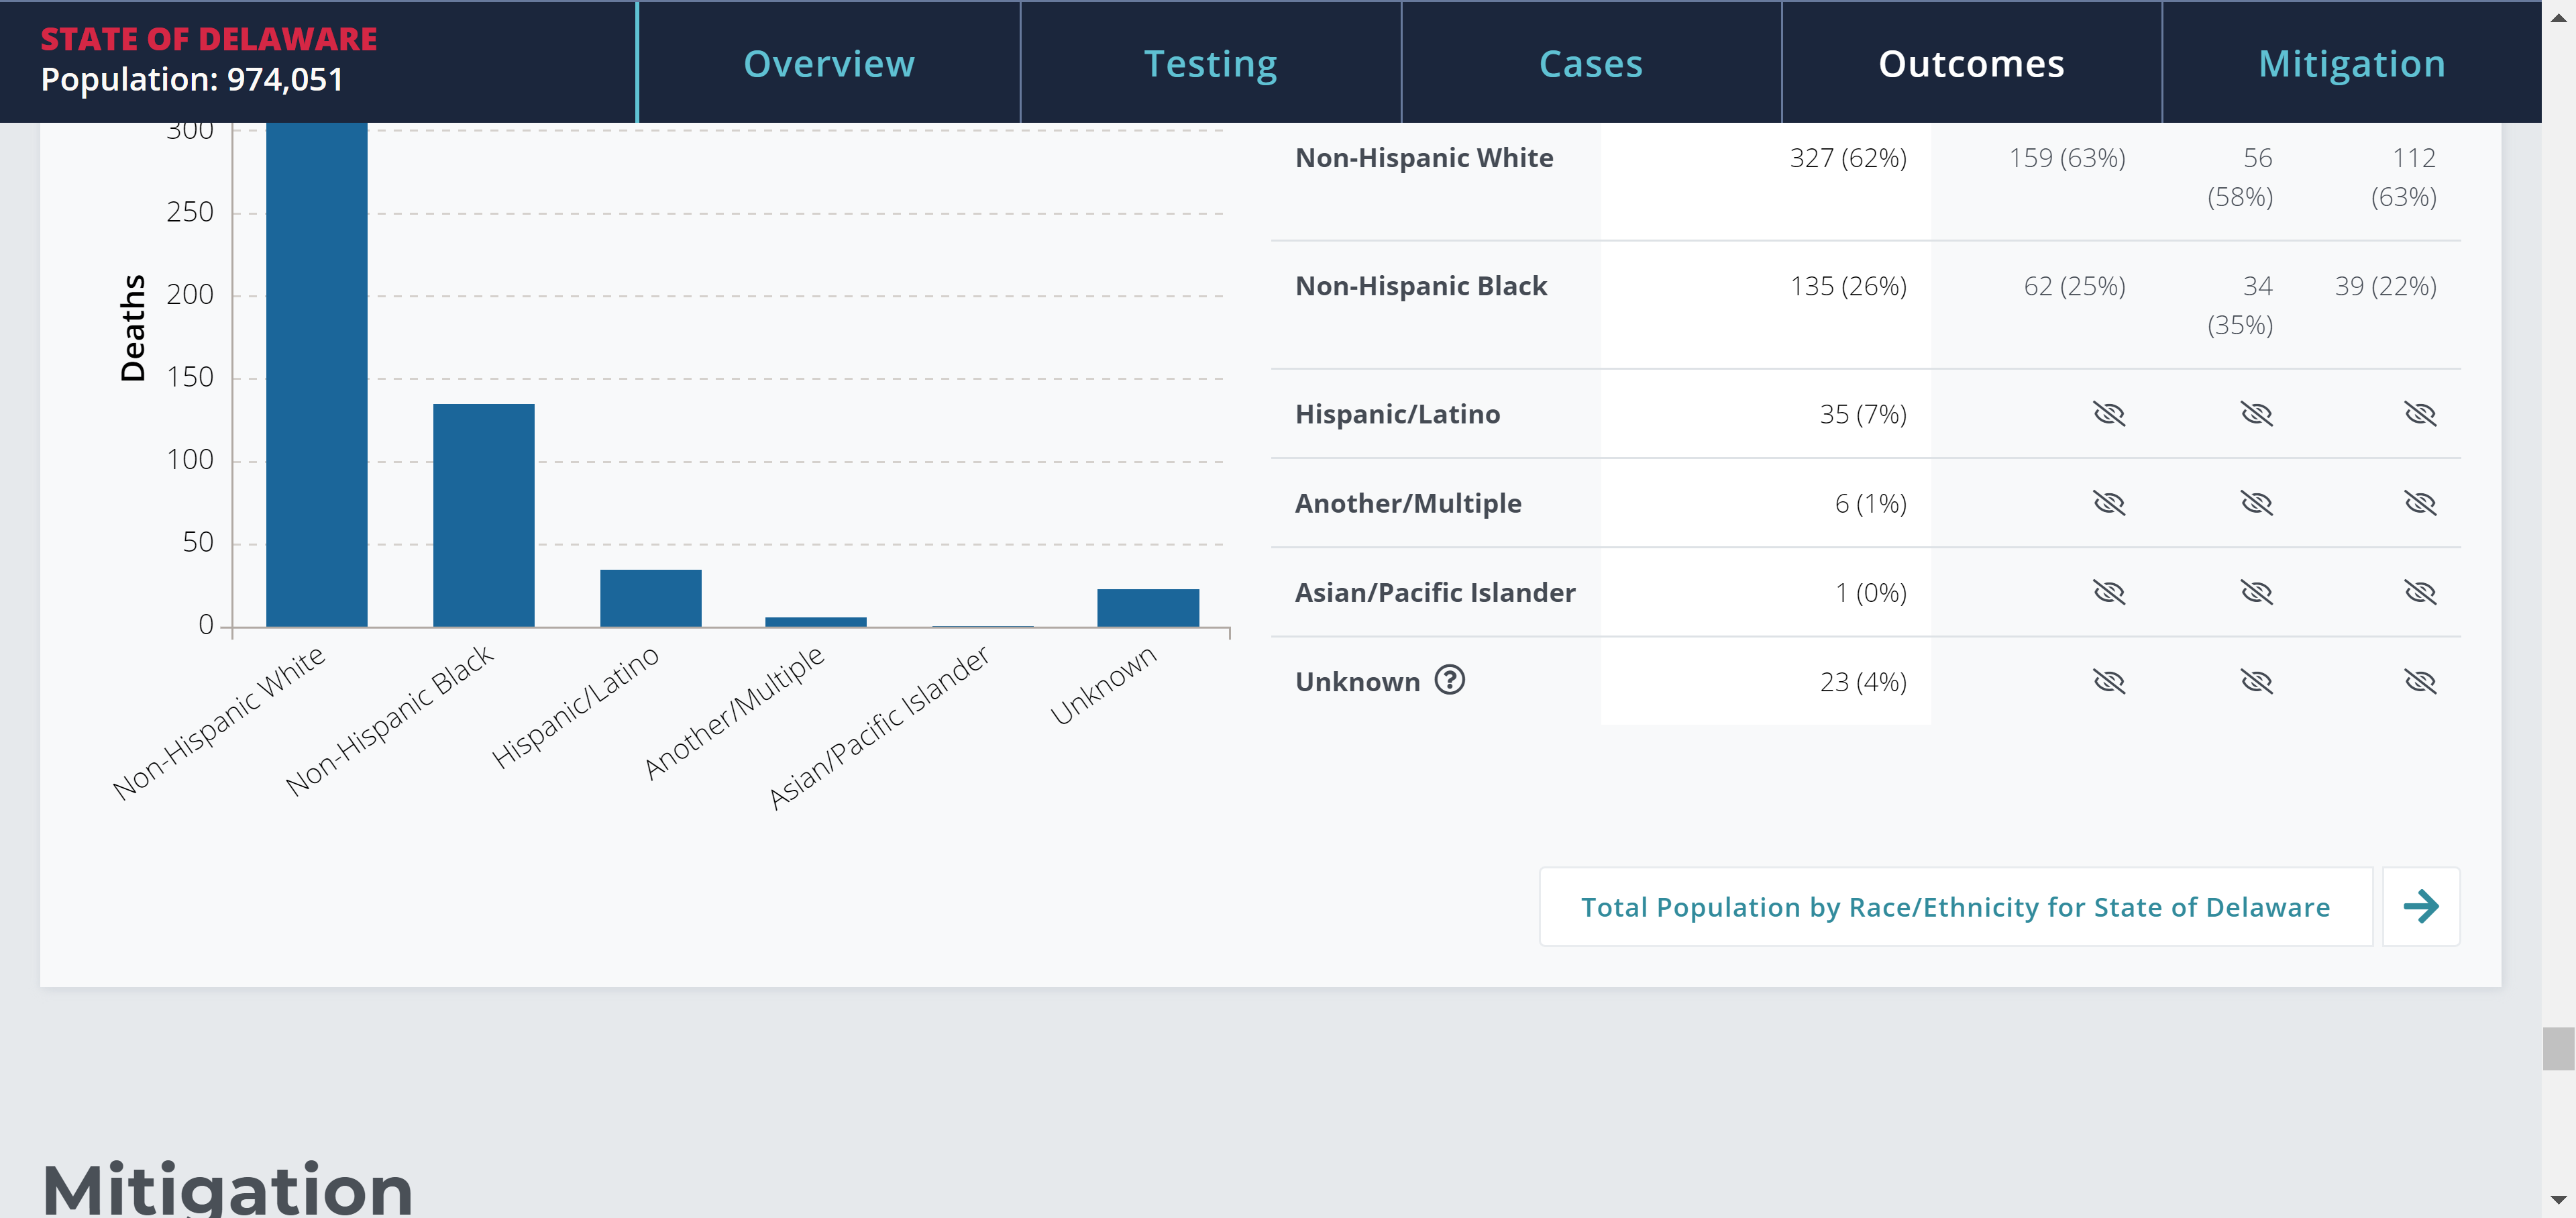 STATE OF DELAWARE
Population: 974,051
Overview
Testing
Cases
Outcomes
Mitigation
300
250
200
150
100
50
0
Deaths
Non-Hispanic White
Non-Hispanic Black
Hispanic/Latino
Another/Multiple
Asian/Pacific Islander
Unknown
Non-Hispanic White 327 (62%) 159 (63%) 56 (58%) 112 (63%)
Non-Hispanic Black 135 (26%) 62 (25%) 34 (35%) 39 (22%)
Hispanic/Latino 35 (7%)
Another/Multiple 6 (1%)
Asian/Pacific Islander 1 (0%)
Unknown ? 23 (4%)
Total Population by Race/Ethnicity for State of Delaware
Mitigation